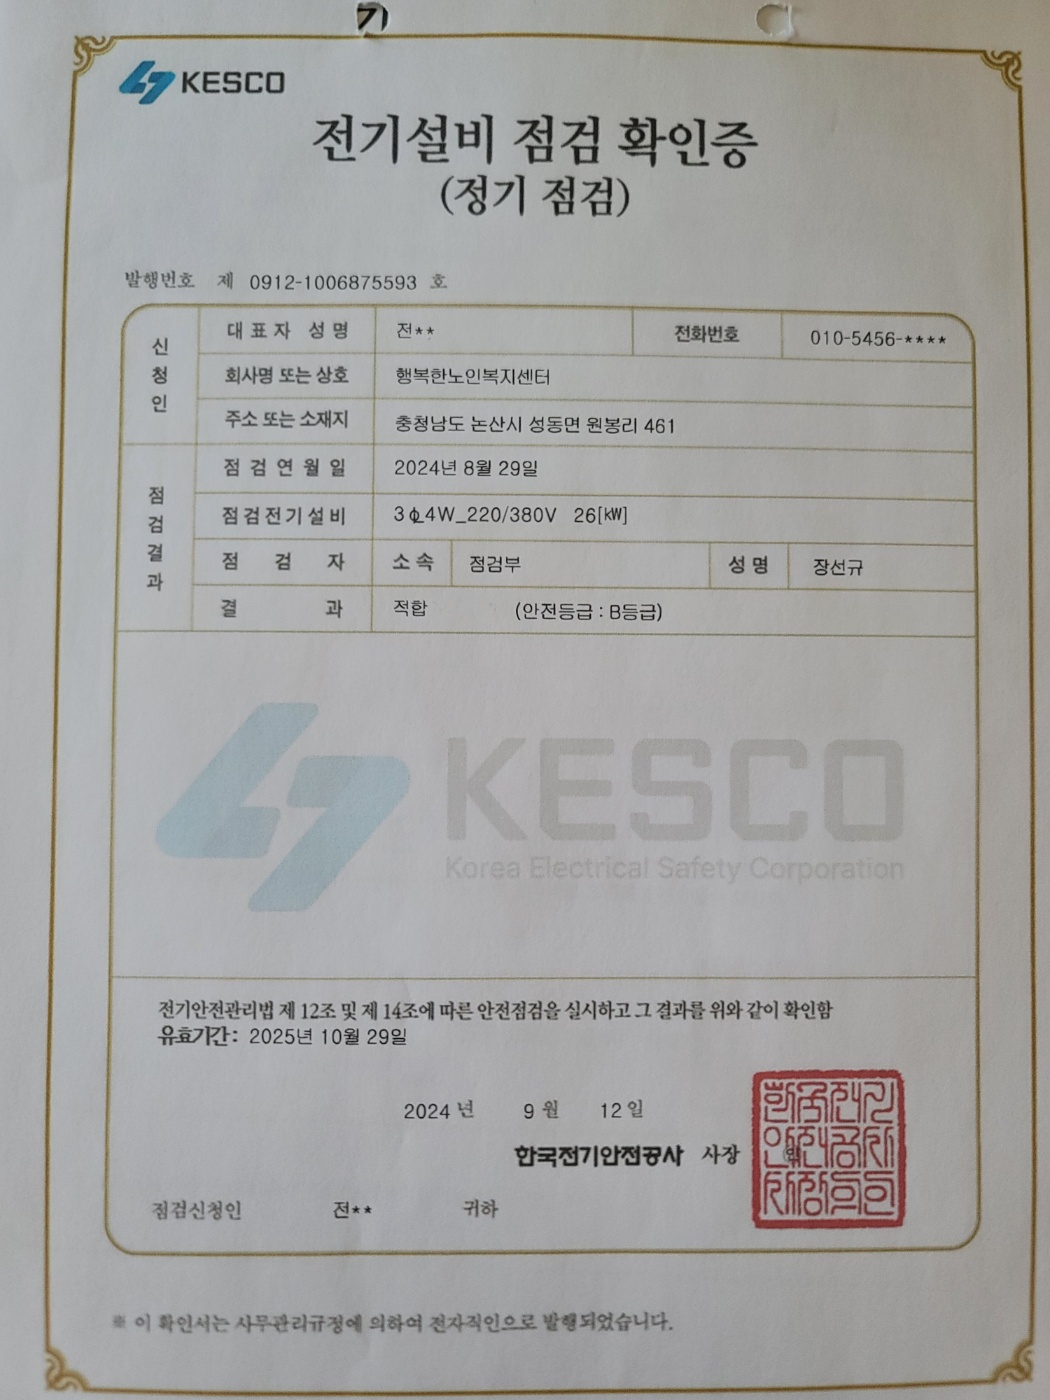 KESCO
전기설비 점검 확인증
(정기 점검)
발행번호 제 0912-1006875593 호
신청인
대표자 성명 전** 전화번호 010-5456-****
회사명 또는 상호 행복한노인복지센터
주소 또는 소재지 충청남도 논산시 성동면 원봉리 461
점검결과
점검연월일 2024년 8월 29일
점검전기설비 3ϕ4W_220/380V 26[kW]
점검자 소속 점검부 성명 장선규
결과 적합 (안전등급 : B등급)
KESCO
Korea Electrical Safety Corporation
전기안전관리법 제 12조 및 제 14조에 따른 안전점검을 실시하고 그 결과를 위와 같이 확인함
유효기간: 2025년 10월 29일
2024 년 9 월 12 일
한국전기안전공사 사장
점검신청인 전** 귀하
※ 이 확인서는 사무관리규정에 의하여 전자직인으로 발행되었습니다.